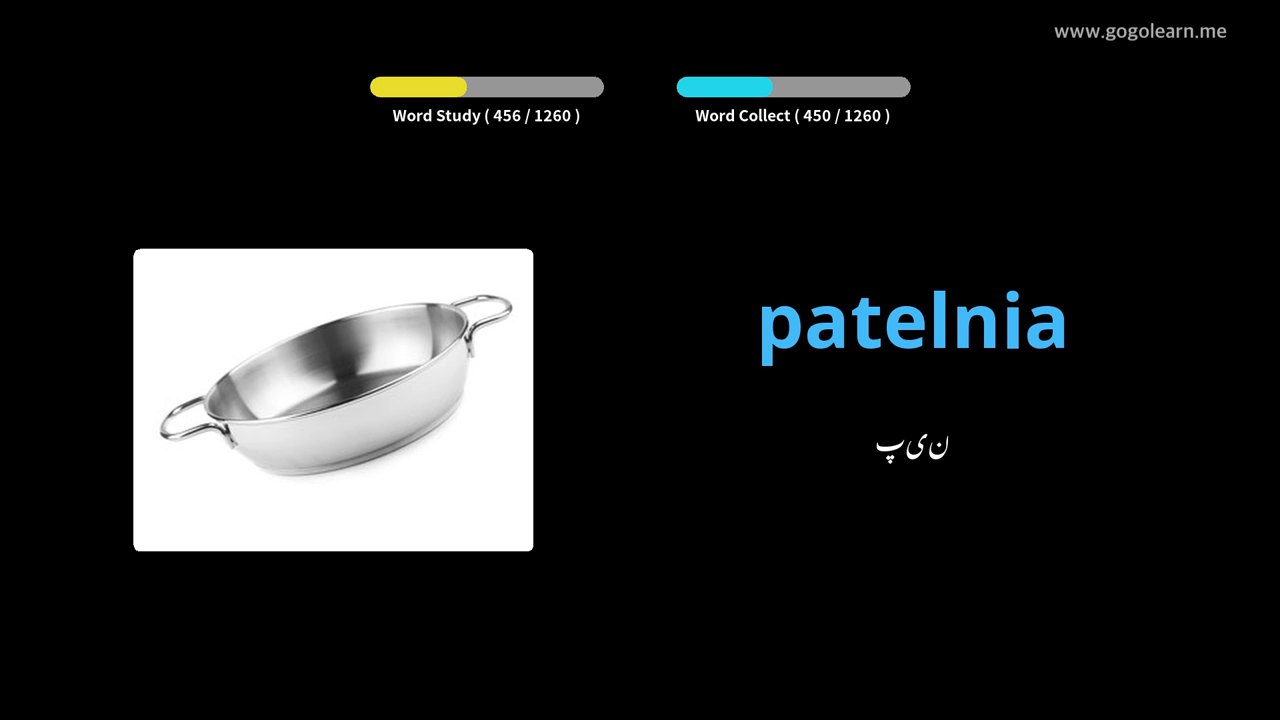 www.gogolearn.me
Word Study ( 456 / 1260 )
Word Collect ( 450 / 1260 )
patelnia
ن ی پ